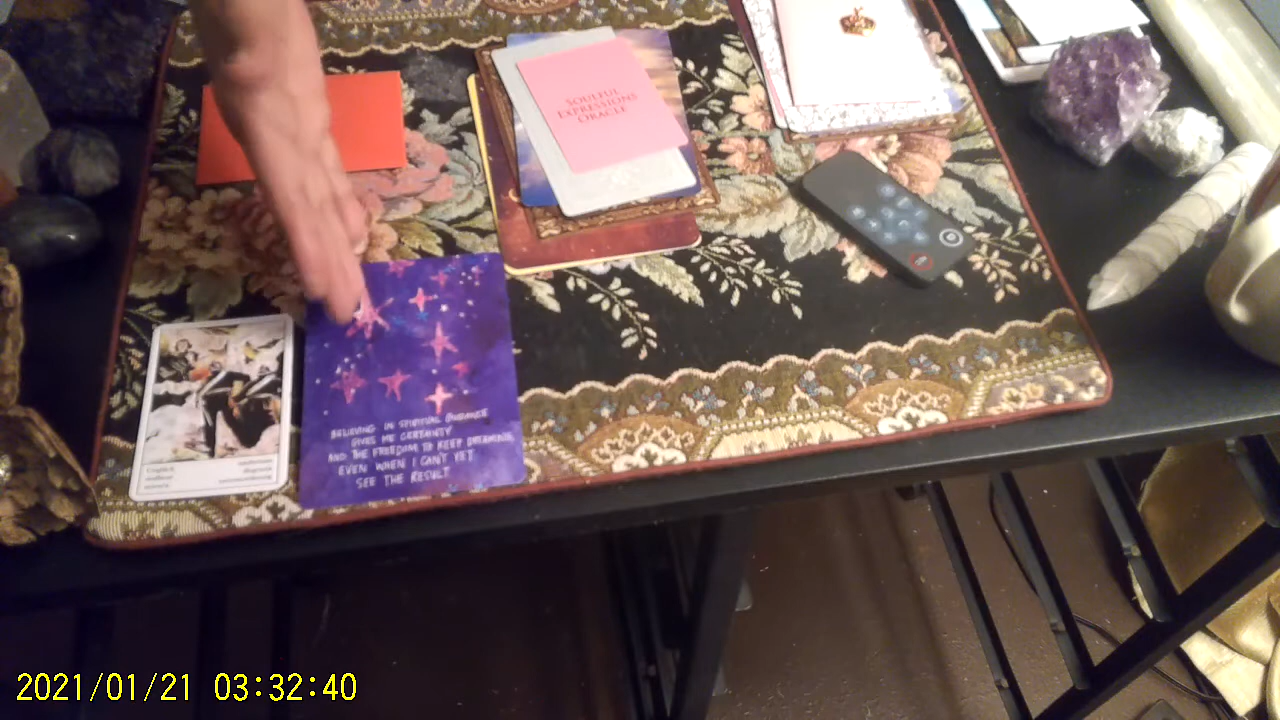 SOULFUL
EXPRESSIONS
ORACLE
BELIEVING IN SPIRITUAL GUIDANCE
GIVES ME CERTAINTY
AND THE FREEDOM TO KEEP DREAMING
EVEN WHEN I CAN'T YET
SEE THE RESULT
2021/01/21 03:32:40